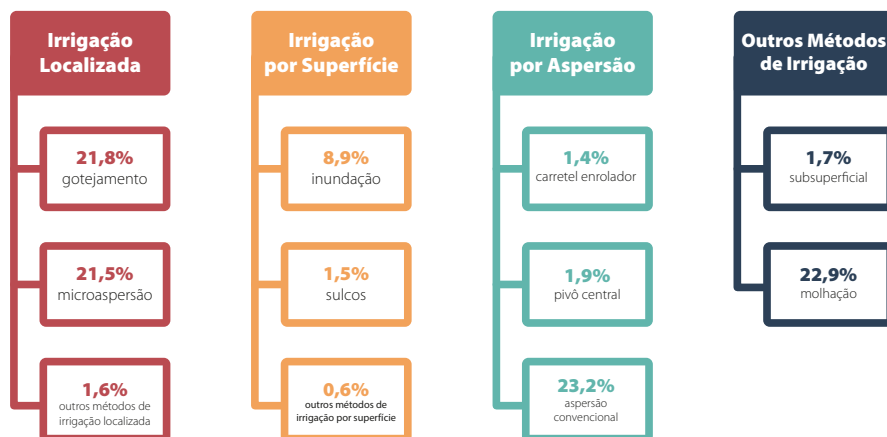 Irrigação
Localizada
21,8%
gotejamento
21,5%
microaspersão
1,6%
outros métodos de
irrigação localizada
Irrigação
por Superfície
8,9%
inundação
1,5%
sulcos
0,6%
outros métodos de
irrigação por superfície
Irrigação
por Aspersão
1,4%
carretel enrolador
1,9%
pivô central
23,2%
aspersão
convencional
Outros Métodos
de Irrigação
1,7%
subsuperficial
22,9%
molhação